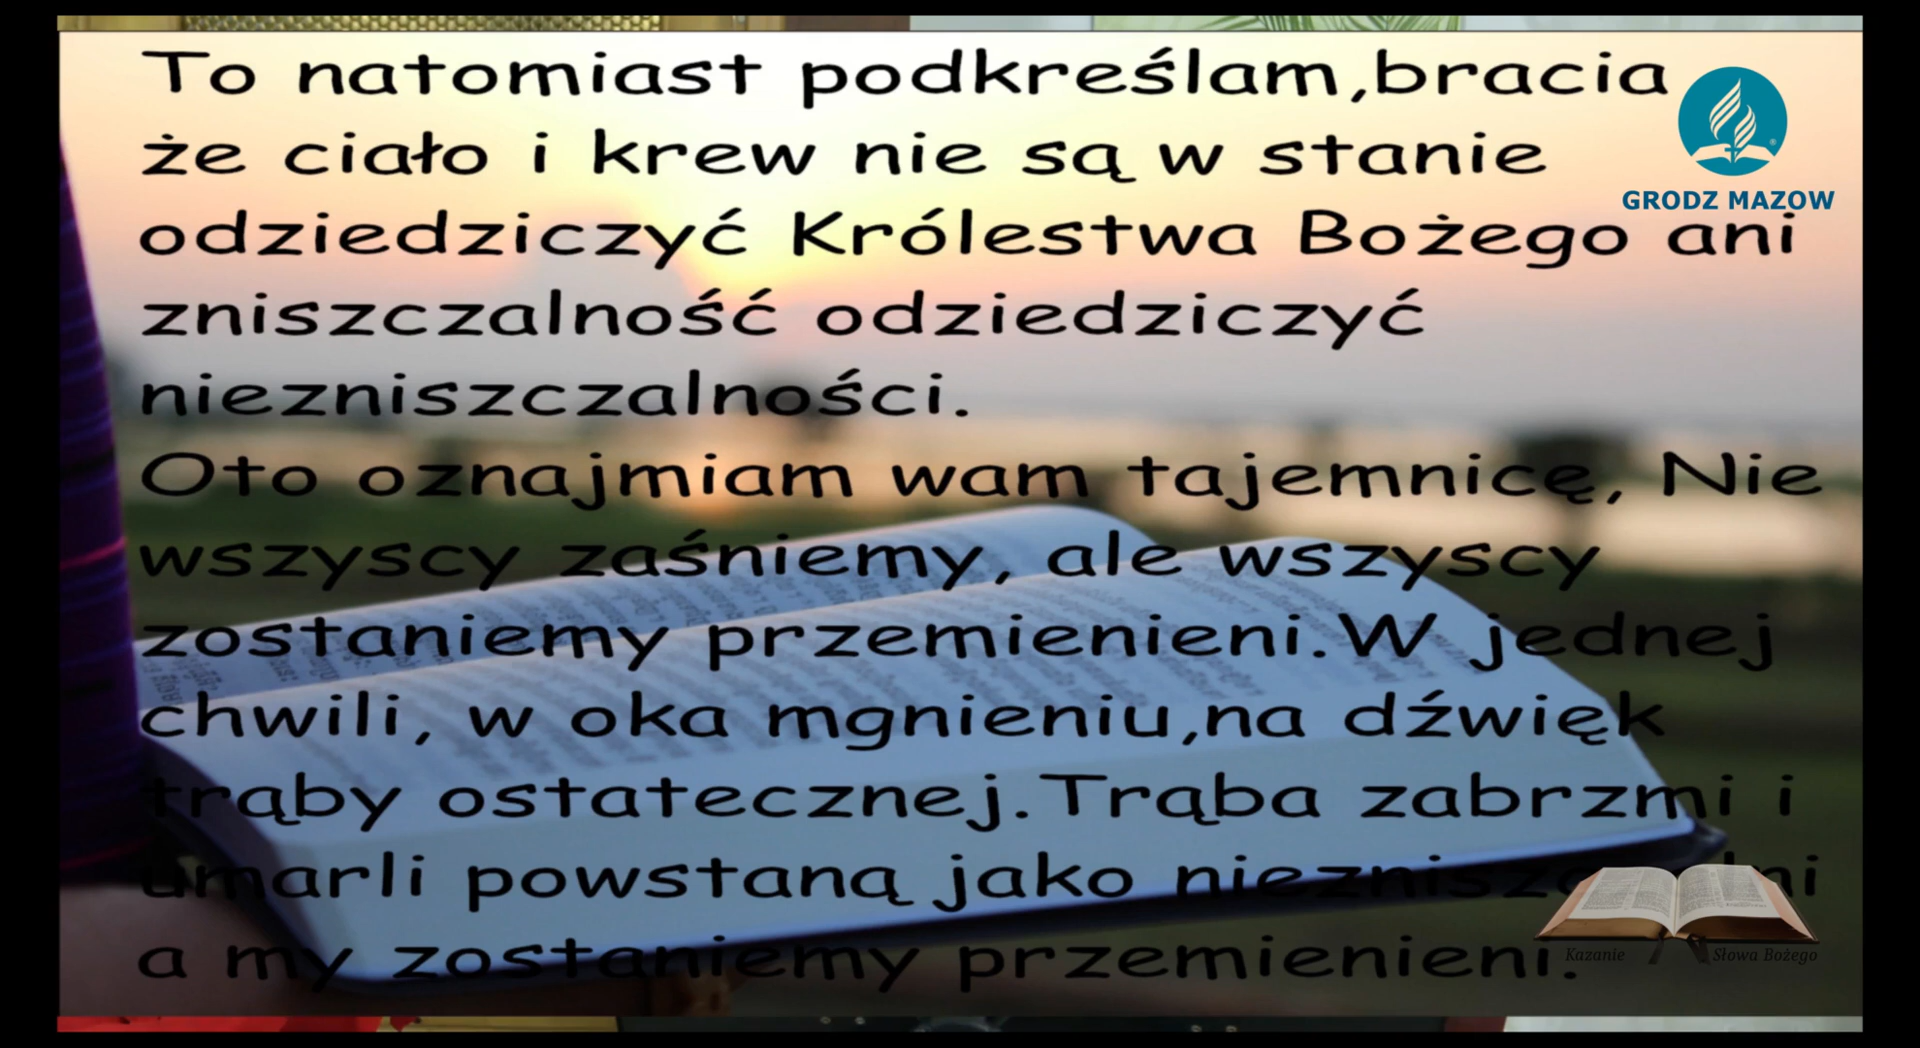 To natomiast podkreślam,bracia
że ciało i krew nie są w stanie
odziedziczyć Królestwa Bożego ani
zniszczalność odziedziczyć
niezniszczalności.
Oto oznajmiam wam tajemnicę, Nie
wszyscy zaśniemy, ale wszyscy
zostaniemy przemienieni.W jednej
chwili, w oka mgnieniu,na dźwięk
trąby ostatecznej.Trąba zabrzmi i
umarli powstaną jako
a my zostaniemy przemienieni.
GRODZ MAZOW
Kazanie Słowa Bożego